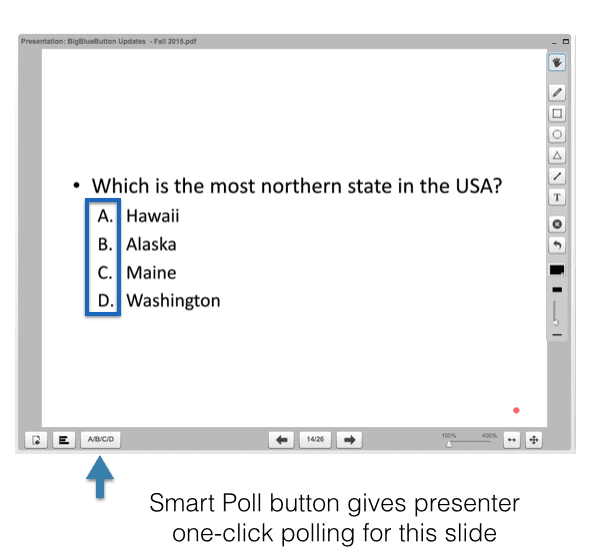 Presentation: BigBlueButton Updates - Fall 2015.pdf
• Which is the most northern state in the USA?
A. Hawaii
B. Alaska
C. Maine
D. Washington
T
A/B/C/D
14/26
100% 400%
Smart Poll button gives presenter
one-click polling for this slide